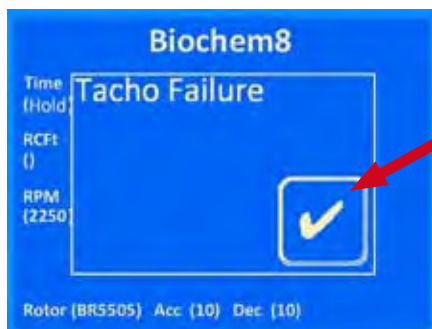 Biochem8
Time
(Hold)
Tacho Failure
RCFt
()
RPM
(2250)
Rotor (BR5505) Acc (10) Dec (10)